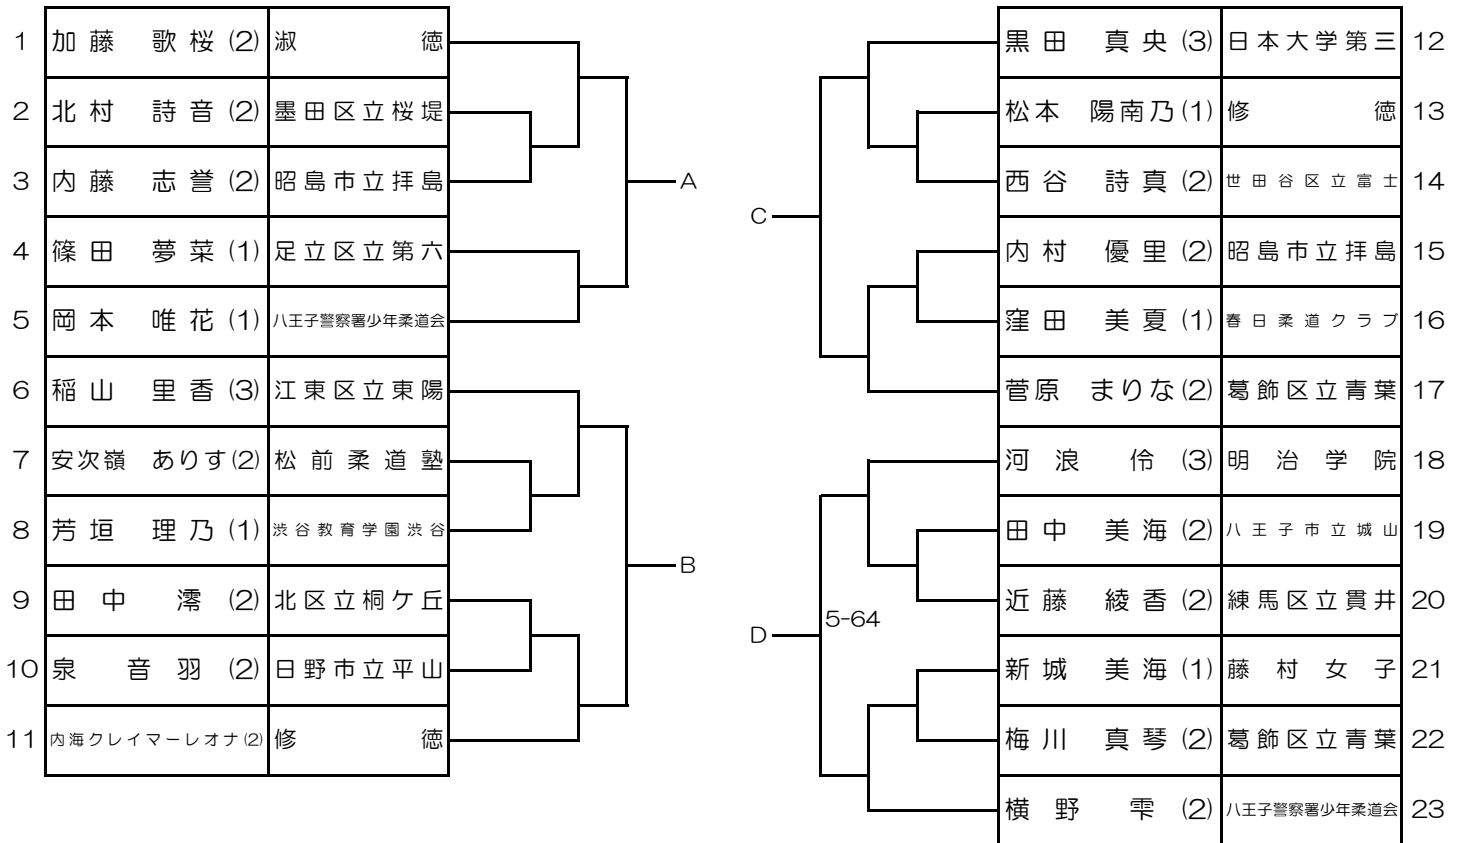 1 加藤 歌桜(2) 淑徳
2 北村 詩音(2) 墨田区立桜堤
3 内藤 志誉(2) 昭島市立拝島
A
4 篠田 夢菜(1) 足立区立第六
5 岡本 唯花(1) 八王子警察署少年柔道会
6 稲山 里香(3) 江東区立東陽
7 安次嶺 ありす(2) 松前柔道塾
8 芳垣 理乃(1) 渋谷教育学園渋谷
B
9 田中 澪(2) 北区立桐ケ丘
10 泉 音羽(2) 日野市立平山
11 内海クレイマーレオナ(2) 修徳
黒田 真央(3) 日本大学第三 12
松本 陽南乃(1) 修徳 13
西谷 詩真(2) 世田谷区立富士 14
C
内村 優里(2) 昭島市立拝島 15
窪田 美夏(1) 春日柔道クラブ 16
菅原 まりな(2) 葛飾区立青葉 17
河浪 伶(3) 明治学院 18
田中 美海(2) 八王子市立城山 19
近藤 綾香(2) 練馬区立貫井 20
5-64
D
新城 美海(1) 藤村女子 21
梅川 真琴(2) 葛飾区立青葉 22
横野 雫(2) 八王子警察署少年柔道会 23